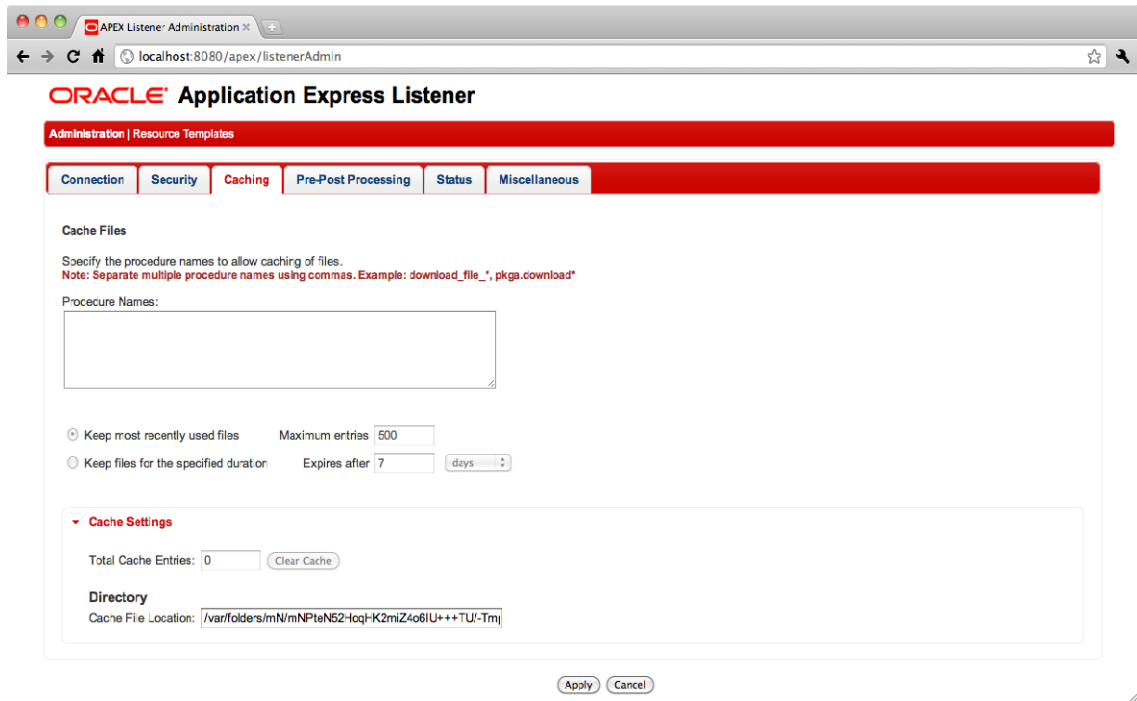 APEX Listener Administration
localhost:8080/apex/listenerAdmin
ORACLE Application Express Listener
Administration | Resource Templates
Connection Security Caching Pre-Post Processing Status Miscellaneous
Cache Files
Specify the procedure names to allow caching of files.
Note: Separate multiple procedure names using commas. Example: download_file_*, pkga.download*
Procedure Names:
Keep most recently used files Maximum entries 500
Keep files for the specified duration Expires after 7 days
Cache Settings
Total Cache Entries: 0 Clear Cache
Directory
Cache File Location: /var/folders/mN/mNPteN52HcqHK2miZ4o6IU+++TU/-Tmp
Apply Cancel